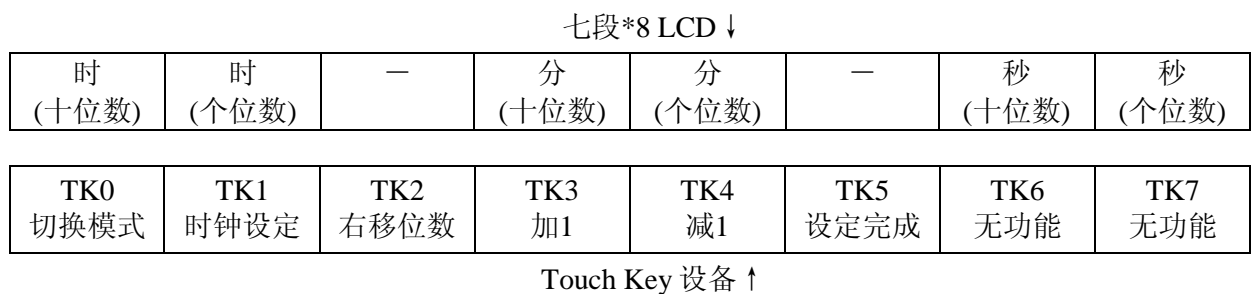 七段*8 LCD↓
时 时 — 分 分 — 秒 秒
(十位数) (个位数) (十位数) (个位数) (十位数) (个位数)
TK0 TK1 TK2 TK3 TK4 TK5 TK6 TK7
切换模式 时钟设定 右移位数 加1 减1 设定完成 无功能 无功能
Touch Key 设备↑